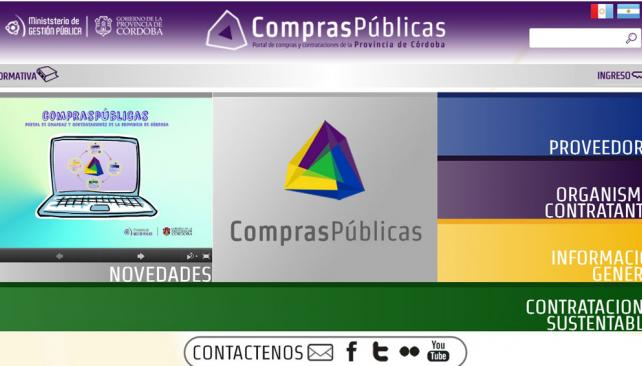 Ministsterio de
GESTIÓN PÚBLICA
GOBIERNO DE LA
PROVINCIA DE
CÓRDOBA
ComprasPúblicas
Portal de compras y contrataciones de la Provincia de Córdoba
ORMATIVA
INGRESO
COMPRASPÚBLICAS
PORTAL DE COMPRAS Y CONTRATACIONES DE LA PROVINCIA DE CÓRDOBA
NOVEDADES
ComprasPúblicas
PROVEEDOR
ORGANISM
CONTRATANT
INFORMACI
GENER
CONTRATACION
SUSTENTABL
CONTACTENOS
You
Tube